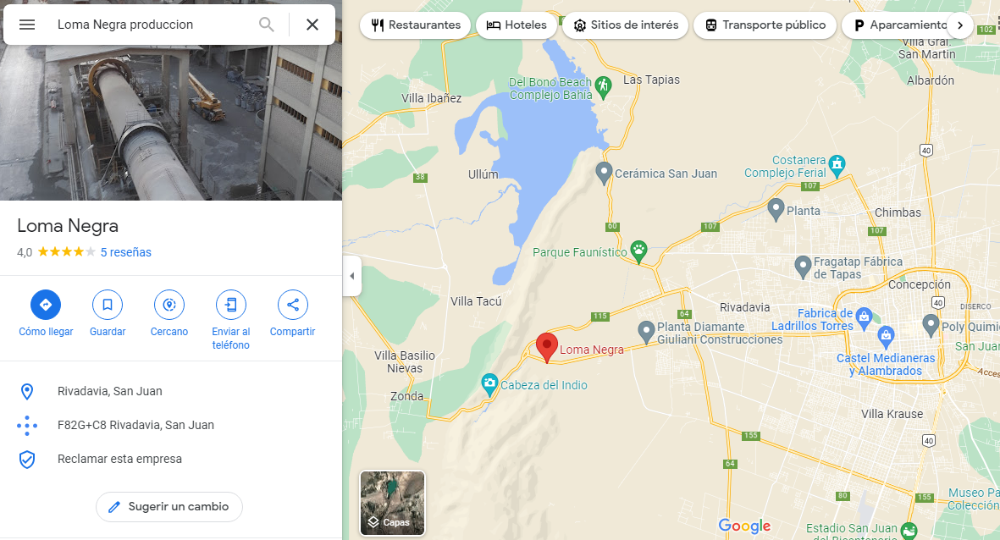 Loma Negra produccion
Loma Negra
4,0
5 reseñas
Cómo llegar
Guardar
Cercano
Enviar al
teléfono
Compartir
Rivadavia, San Juan
F82G+C8 Rivadavia, San Juan
Reclamar esta empresa
Sugerir un cambio
Restaurantes
Hoteles
Sitios de interés
Transporte público
Aparcamiento
102
Villa Gral.
San Martin
Albardón
Las Tapias
Del Bono Beach
Complejo Bahía
Villa Ibañez
40
38
Ullúm
Cerámica San Juan
Costanera
Complejo Ferial
107
Planta
Chimbas
60
107
107
Parque Faunístico
Fragatap Fábrica
de Tapas
Concepción
Villa Tacú
Rivadavia
40
DISERCO
115
64
Fabrica de
Ladrillos Torres
Planta Diamante
Giuliani Construcciones
Poly Quimic
San Juan
Loma Negra
Castel Medianeras
y Alambrados
Villa Basilio
Nievas
Acces
Cabeza del Indio
Zonda
Villa Krause
155
40
64
80
155
Museo Pa
Colección
Capas
Google
Estadio San Juan
del Bicentenario